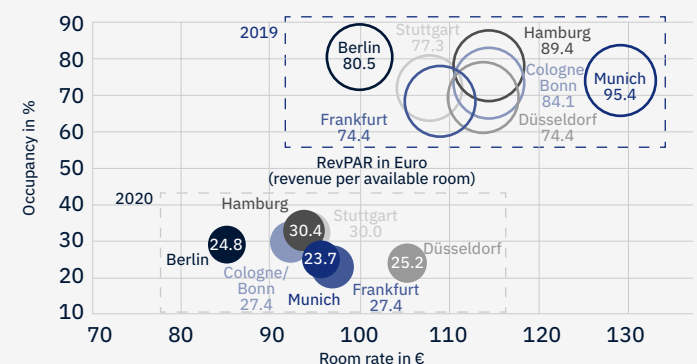 Occupancy in %
90
80
70
60
50
40
30
20
10
2019
Berlin
80.5
Stuttgart
77.3
Hamburg
89.4
Cologne
Bonn
84.1
Munich
95.4
Frankfurt
74.4
Düsseldorf
74.4
RevPAR in Euro
(revenue per available room)
2020
Hamburg
30.4
Stuttgart
30.0
24.8
Berlin
Cologne/
Bonn
27.4
23.7
Munich
Frankfurt
27.4
25.2
Düsseldorf
70 80 90 100 110 120 130
Room rate in €